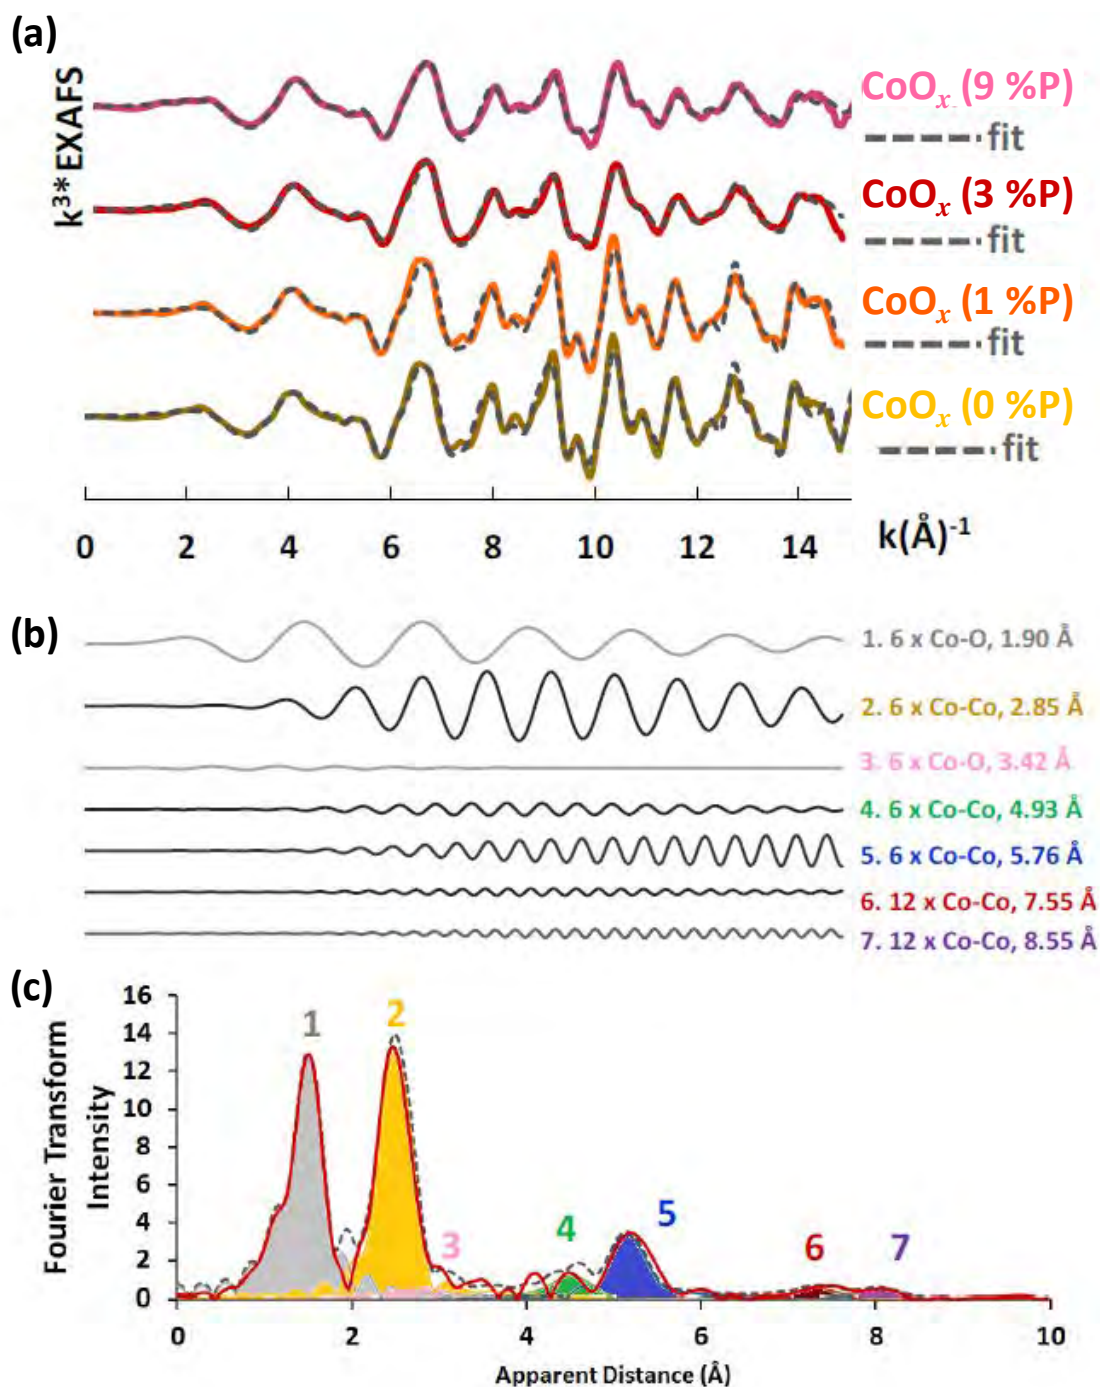 (a)
k³*EXAFS
CoOx (9 %P)
fit
CoOx (3 %P)
fit
CoOx (1 %P)
fit
CoOx (0 %P)
fit
0 2 4 6 8 10 12 14 k(Å)⁻¹
(b)
1. 6 x Co-O, 1.90 Å
2. 6 x Co-Co, 2.85 Å
3. 6 x Co-O, 3.42 Å
4. 6 x Co-Co, 4.93 Å
5. 6 x Co-Co, 5.76 Å
6. 12 x Co-Co, 7.55 Å
7. 12 x Co-Co, 8.55 Å
(c)
Fourier Transform
Intensity
16
14
12
10
8
6
4
2
0
1
2
3
4
5
6
7
0 2 4 6 8 10
Apparent Distance (Å)